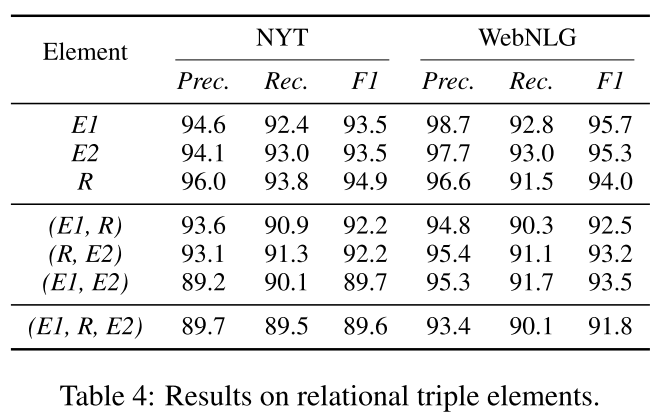 Element NYT WebNLG
Prec. Rec. F1 Prec. Rec. F1
E1 94.6 92.4 93.5 98.7 92.8 95.7
E2 94.1 93.0 93.5 97.7 93.0 95.3
R 96.0 93.8 94.9 96.6 91.5 94.0
(E1, R) 93.6 90.9 92.2 94.8 90.3 92.5
(R, E2) 93.1 91.3 92.2 95.4 91.1 93.2
(E1, E2) 89.2 90.1 89.7 95.3 91.7 93.5
(E1, R, E2) 89.7 89.5 89.6 93.4 90.1 91.8
Table 4: Results on relational triple elements.